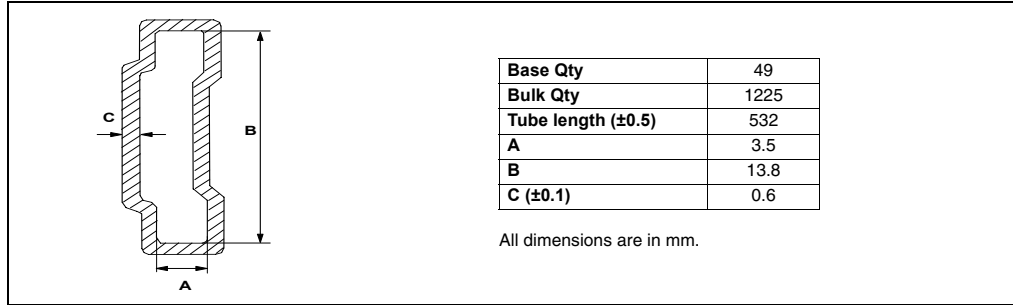 C
B
A
Base Qty 49
Bulk Qty 1225
Tube length (±0.5) 532
A 3.5
B 13.8
C (±0.1) 0.6
All dimensions are in mm.